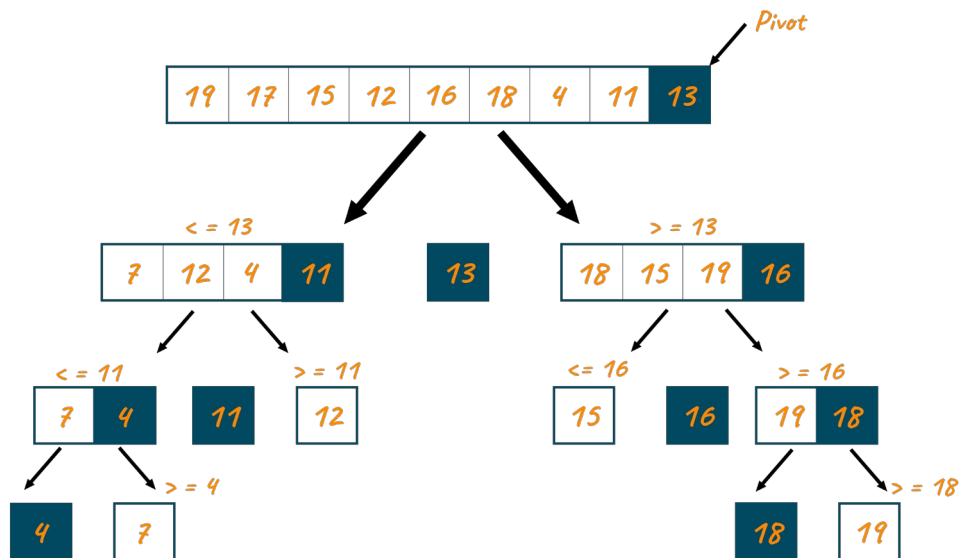 Pivot
19 17 15 12 16 18 4 11 13
< = 13
> = 13
7 12 4 11
13
18 15 19 16
< = 11
> = 11
<= 16
> = 16
7 4
11
12
15
16
19 18
> = 4
> = 18
4
7
18
19